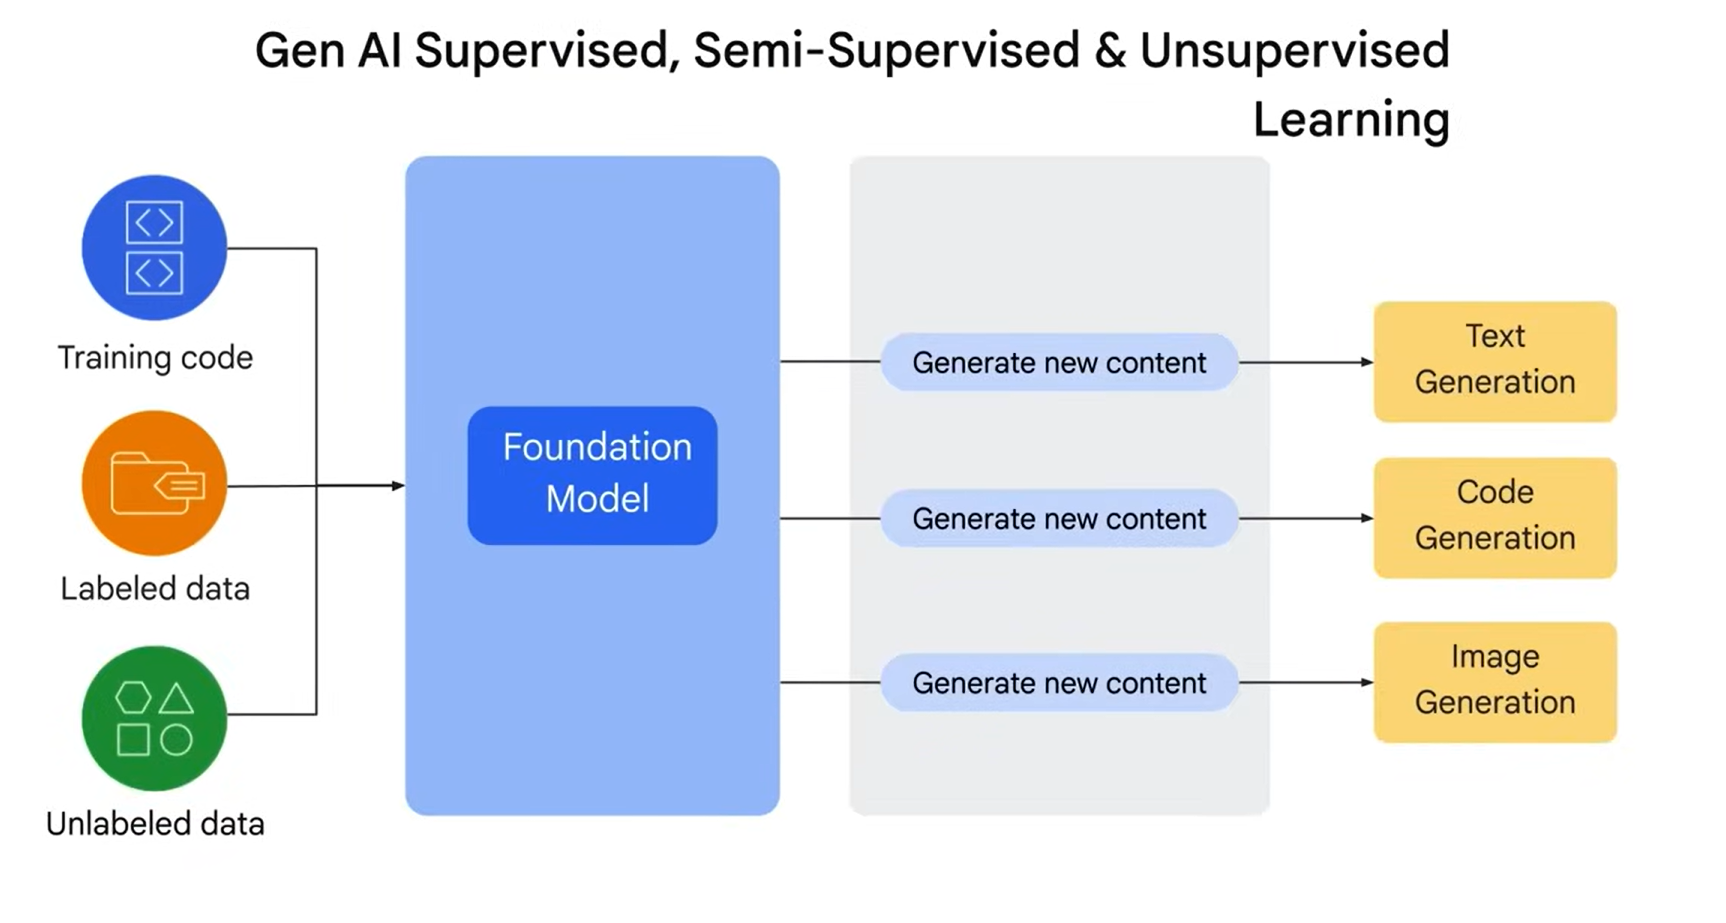 Gen AI Supervised, Semi-Supervised & Unsupervised
Learning
Training code
Labeled data
Unlabeled data
Foundation
Model
Generate new content
Generate new content
Generate new content
Text
Generation
Code
Generation
Image
Generation